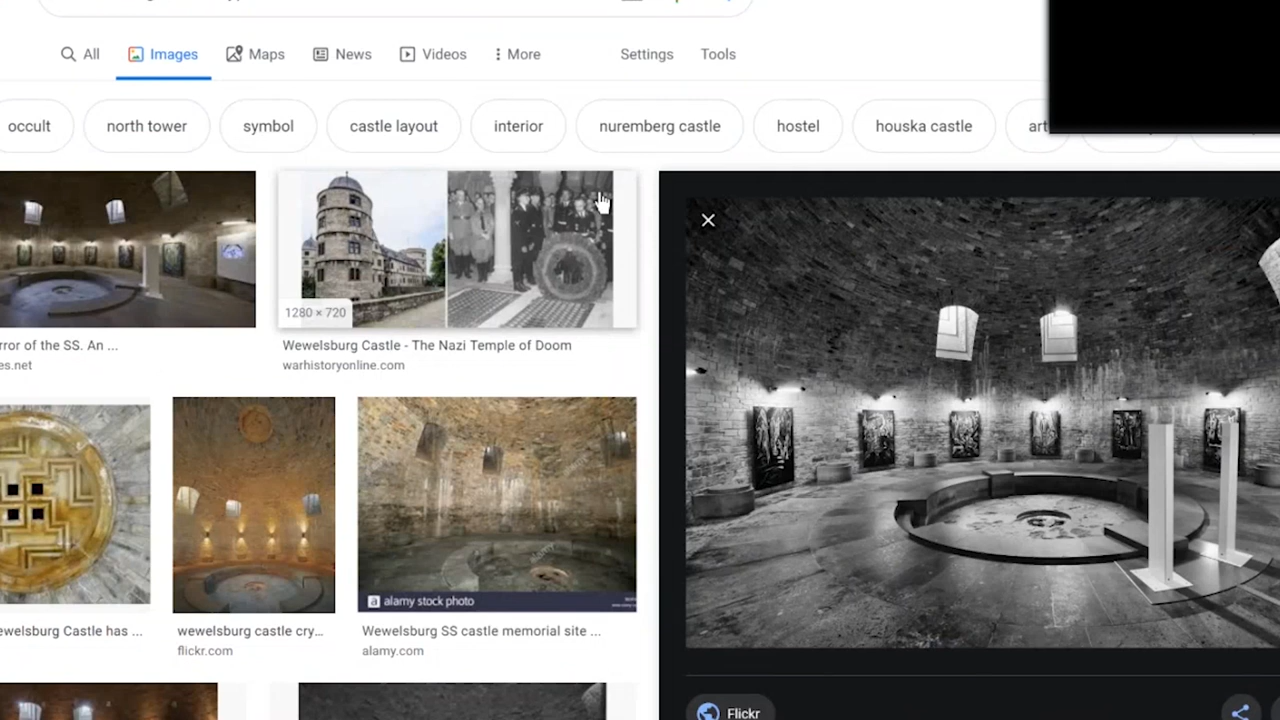 All Images Maps News Videos More Settings Tools
occult north tower symbol castle layout interior nuremberg castle hostel houska castle
1280 × 720
rror of the SS. An ...
es.net
Wewelsburg Castle - The Nazi Temple of Doom
warhistoryonline.com
a alamy stock photo
ewelsburg Castle has ...
wewelsburg castle cry...
flickr.com
Wewelsburg SS castle memorial site ...
alamy.com
Flickr